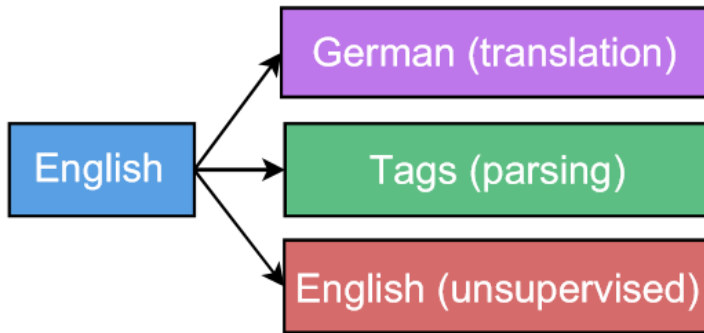 German (translation)
English
Tags (parsing)
English (unsupervised)